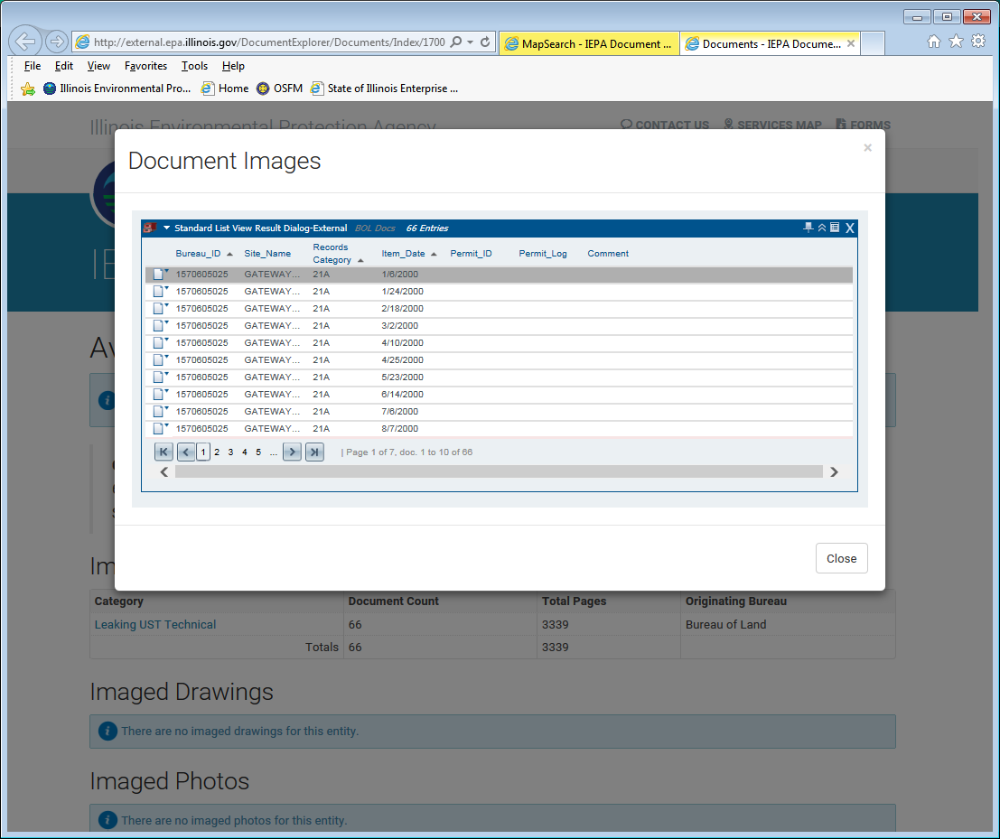 http://external.epa.illinois.gov/DocumentExplorer/Documents/Index/1700
MapSearch - IEPA Document ...
Documents - IEPA Docume...
File Edit View Favorites Tools Help
Illinois Environmental Pro... Home OSFM State of Illinois Enterprise ...
Illinois Environmental Protection Agency
CONTACT US SERVICES MAP FORMS
Document Images
×
Standard List View Result Dialog-External BOL Docs 66 Entries X
Bureau_ID Site_Name Records Category Item_Date Permit_ID Permit_Log Comment
1570605025 GATEWAY... 21A 1/6/2000
1570605025 GATEWAY... 21A 1/24/2000
1570605025 GATEWAY... 21A 2/18/2000
1570605025 GATEWAY... 21A 3/2/2000
1570605025 GATEWAY... 21A 4/10/2000
1570605025 GATEWAY... 21A 4/25/2000
1570605025 GATEWAY... 21A 5/23/2000
1570605025 GATEWAY... 21A 6/14/2000
1570605025 GATEWAY... 21A 7/6/2000
1570605025 GATEWAY... 21A 8/7/2000
1 2 3 4 5 ... | Page 1 of 7, doc. 1 to 10 of 66
Close
Category Document Count Total Pages Originating Bureau
Leaking UST Technical 66 3339 Bureau of Land
Totals 66 3339
Imaged Drawings
There are no imaged drawings for this entity.
Imaged Photos
There are no imaged photos for this entity.